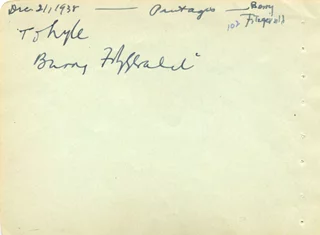 Dec 21, 1938 — Pantages — Barry Fitzgerald
103
To Lyle
Barry Fitzgerald